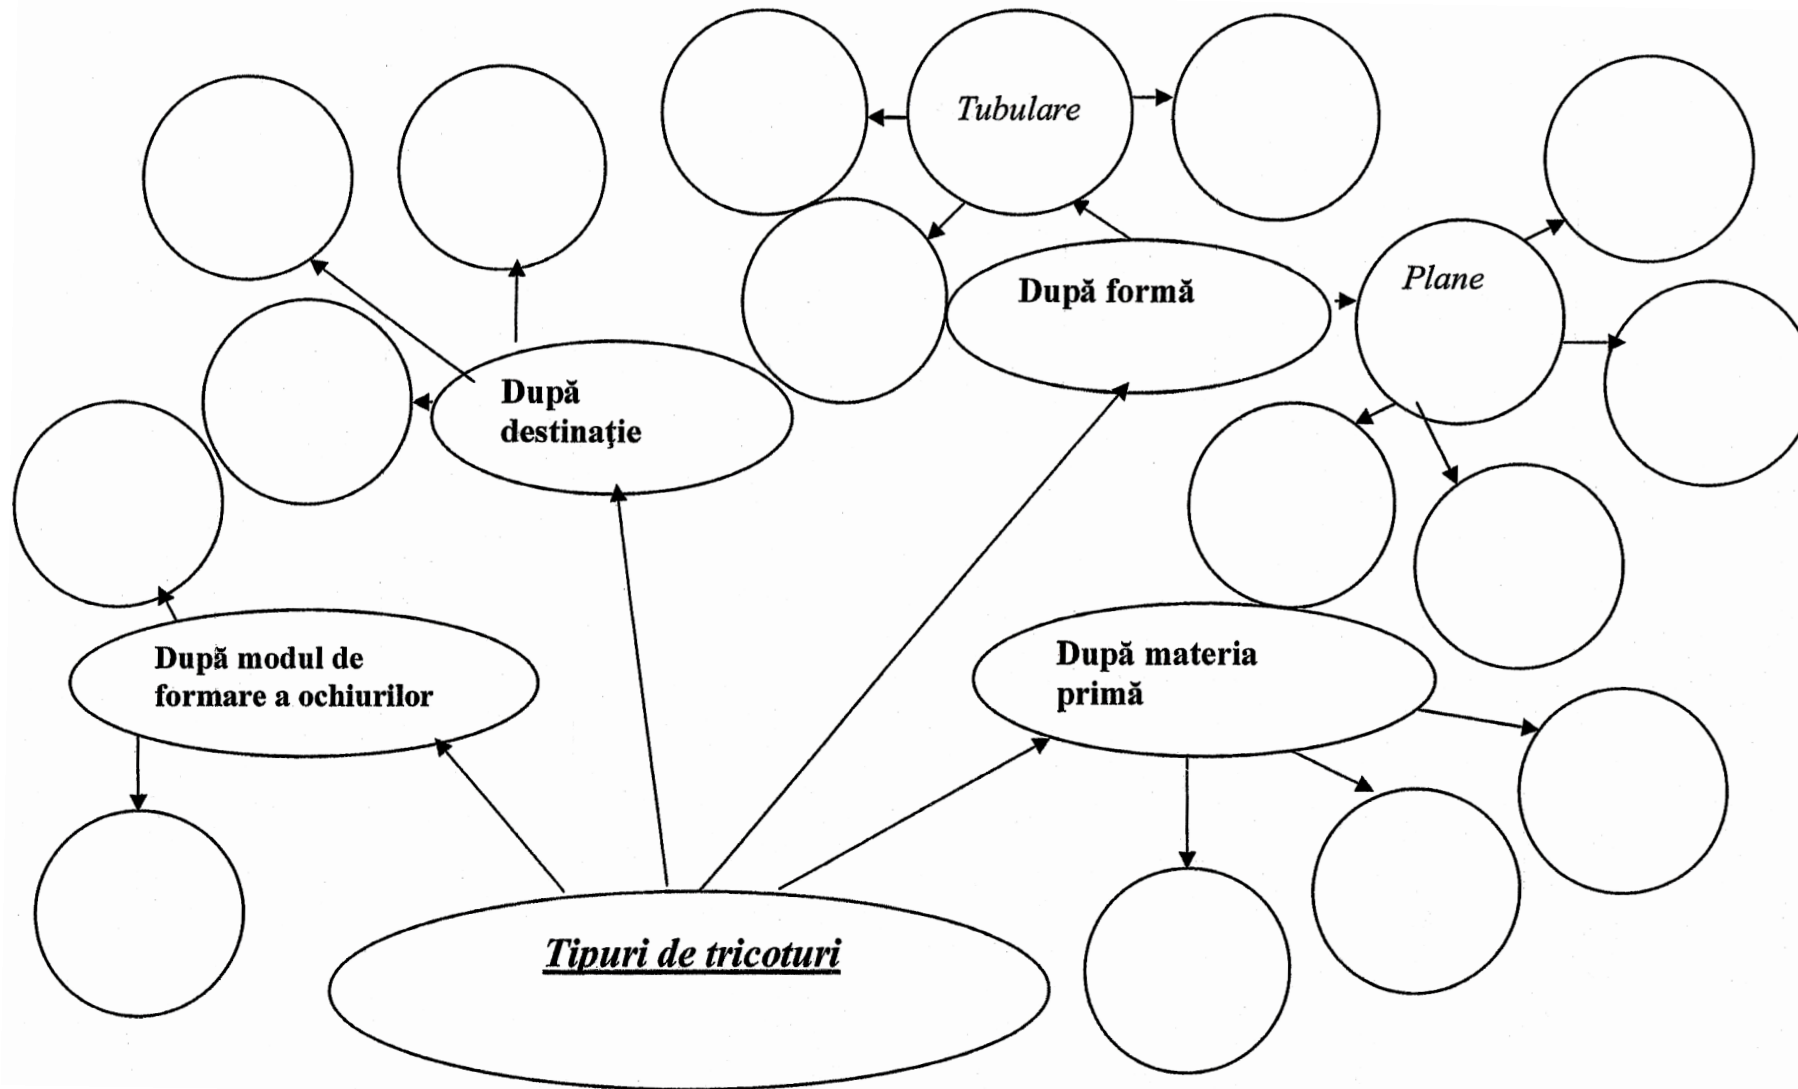 Tubulare
Plane
După formă
După
destinaţie
După modul de
formare a ochiurilor
După materia
primă
Tipuri de tricoturi